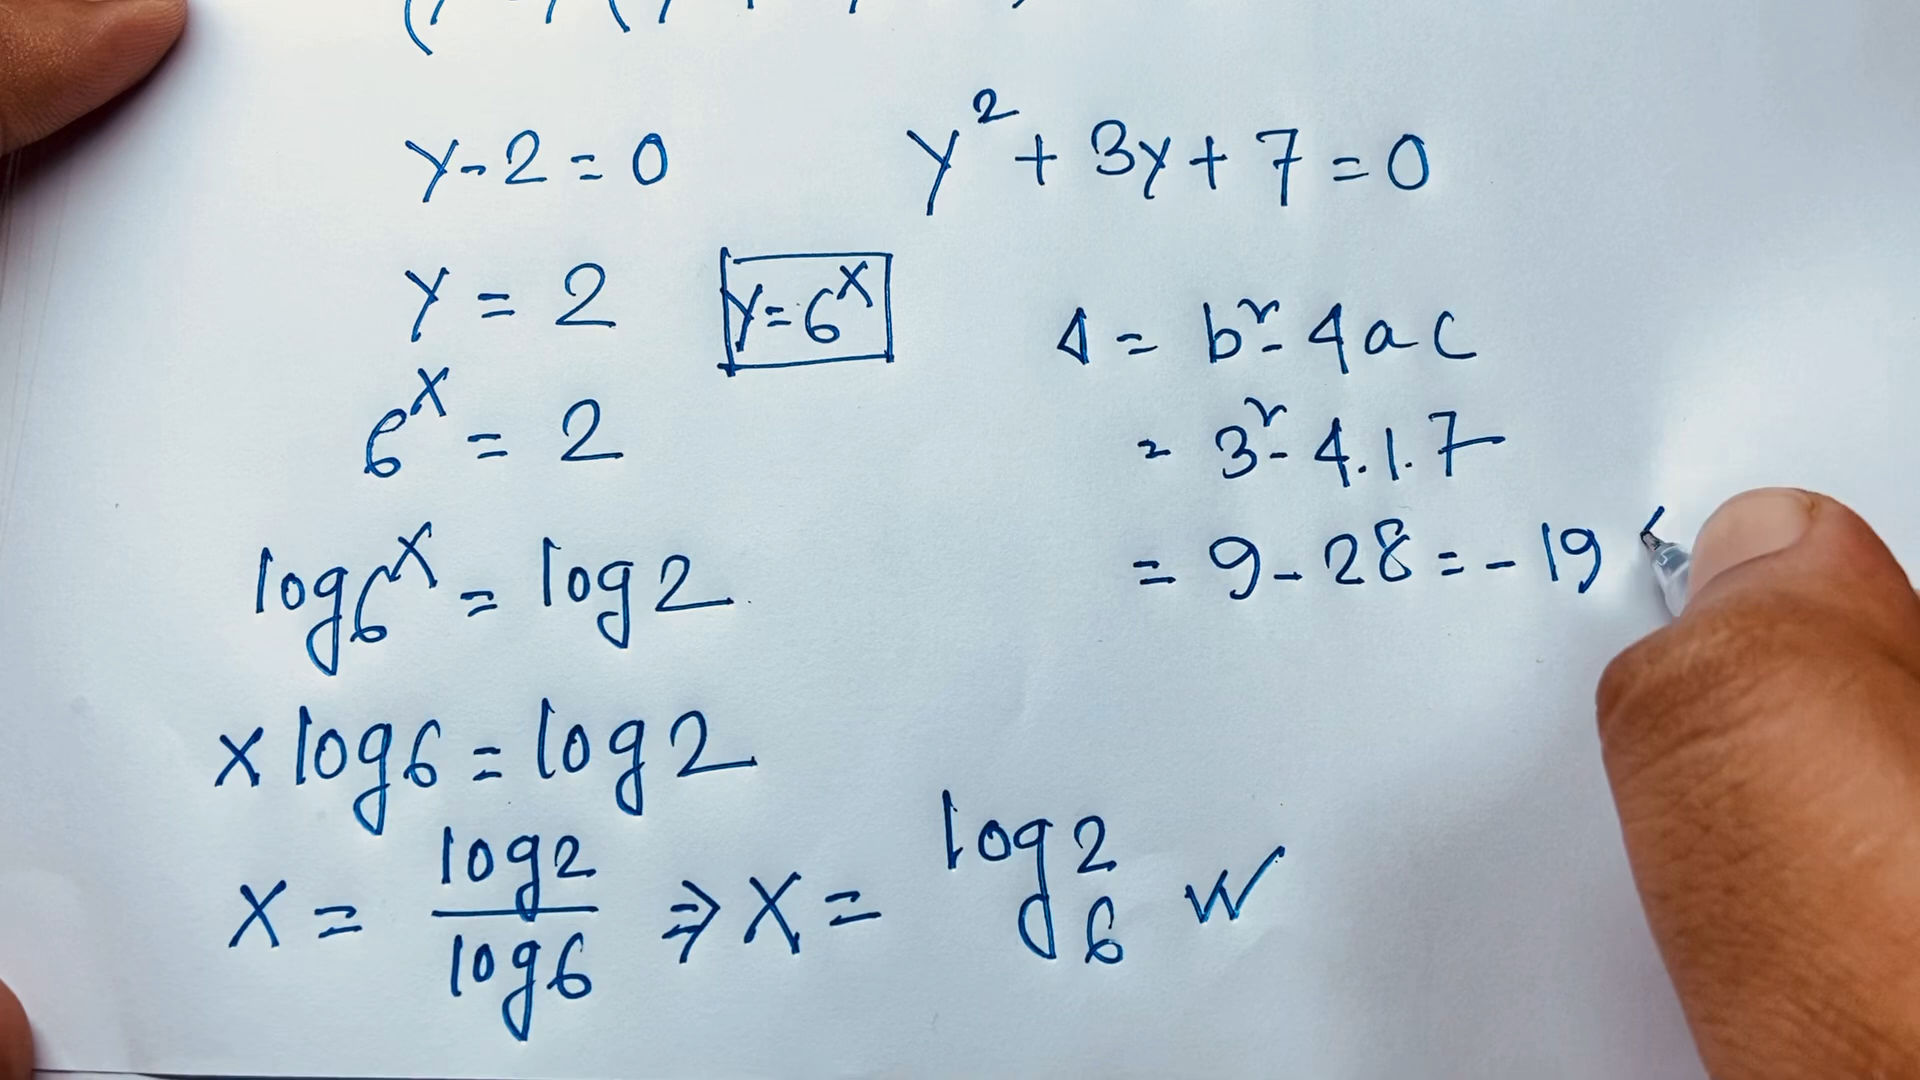 y-2=0
y² + 3y + 7 = 0
y = 2
y=6^x
6^x = 2
log6^x = log2
x log6 = log2
x = log2/log6 ⇒ x = log₆2
Δ = b² - 4ac
= 3² - 4.1.7
= 9 - 28 = - 19 <